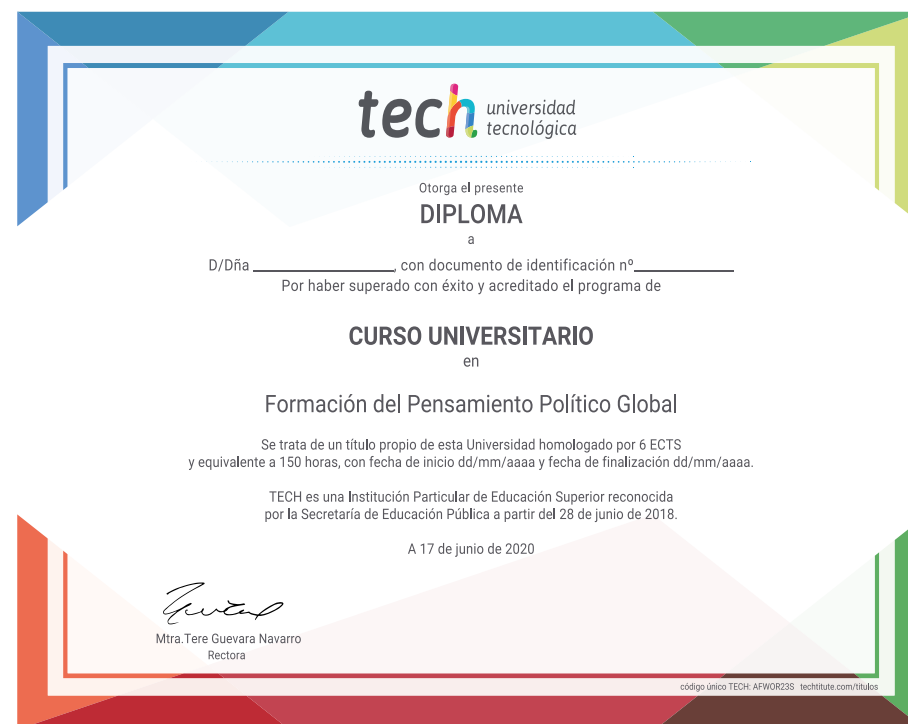 tech universidad
tecnológica
Otorga el presente
DIPLOMA
a
D/Dña ____________________, con documento de identificación nº______________
Por haber superado con éxito y acreditado el programa de
CURSO UNIVERSITARIO
en
Formación del Pensamiento Político Global
Se trata de un título propio de esta Universidad homologado por 6 ECTS
y equivalente a 150 horas, con fecha de inicio dd/mm/aaaa y fecha de finalización dd/mm/aaaa.
TECH es una Institución Particular de Educación Superior reconocida
por la Secretaría de Educación Pública a partir del 28 de junio de 2018.
A 17 de junio de 2020
Mtra.Tere Guevara Navarro
Rectora
código único TECH: AFWOR23S techtitute.com/titulos